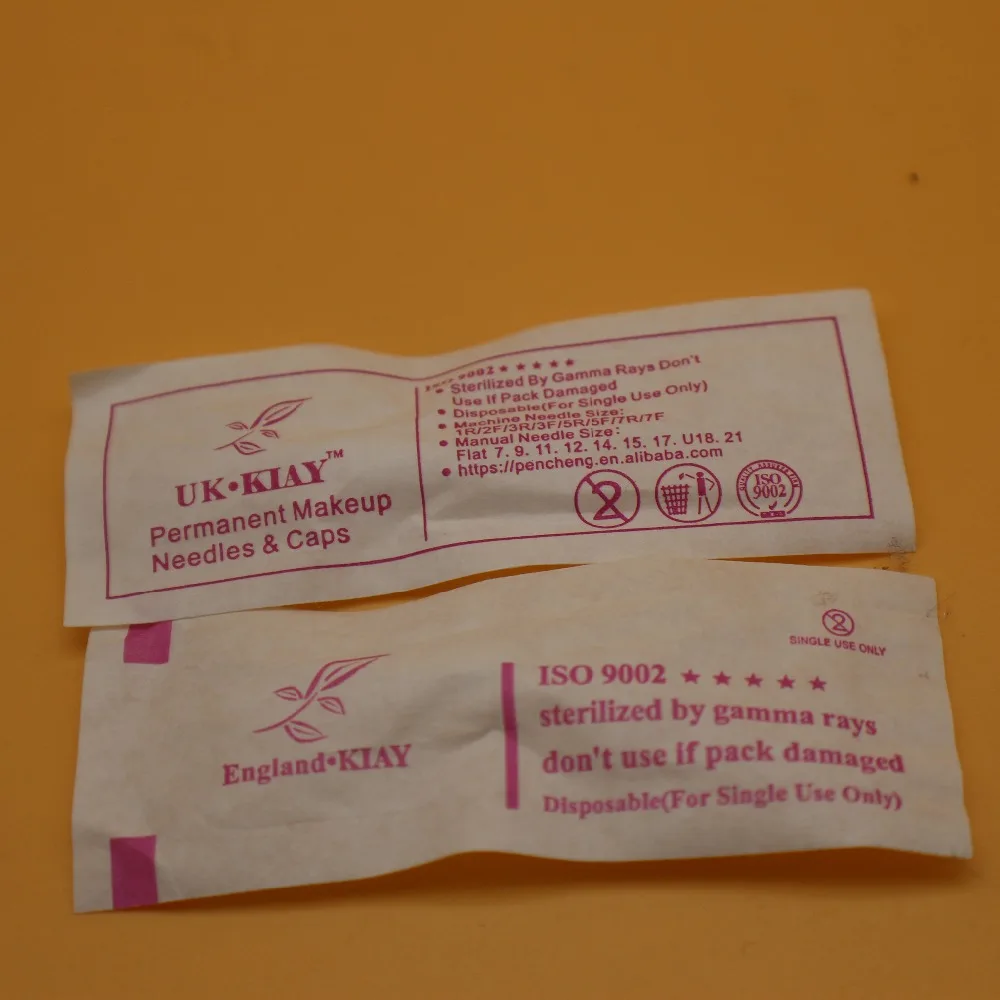 UK•KIAY™
Permanent Makeup
Needles & Caps
ISO 9002 ★★★★★
• Sterilized By Gamma Rays Don't
Use If Pack Damaged
• Disposable(For Single Use Only)
• Machine Needle Size:
1R/2F/3R/3F/5R/5F/7R/7F
• Manual Needle Size:
Flat 7. 9. 11. 12. 14. 15. 17. U18. 21
• https://pencheng.en.alibaba.com
2
ISO
9002
England•KIAY
2
SINGLE USE ONLY
ISO 9002 ★★★★★
sterilized by gamma rays
don't use if pack damaged
Disposable(For Single Use Only)